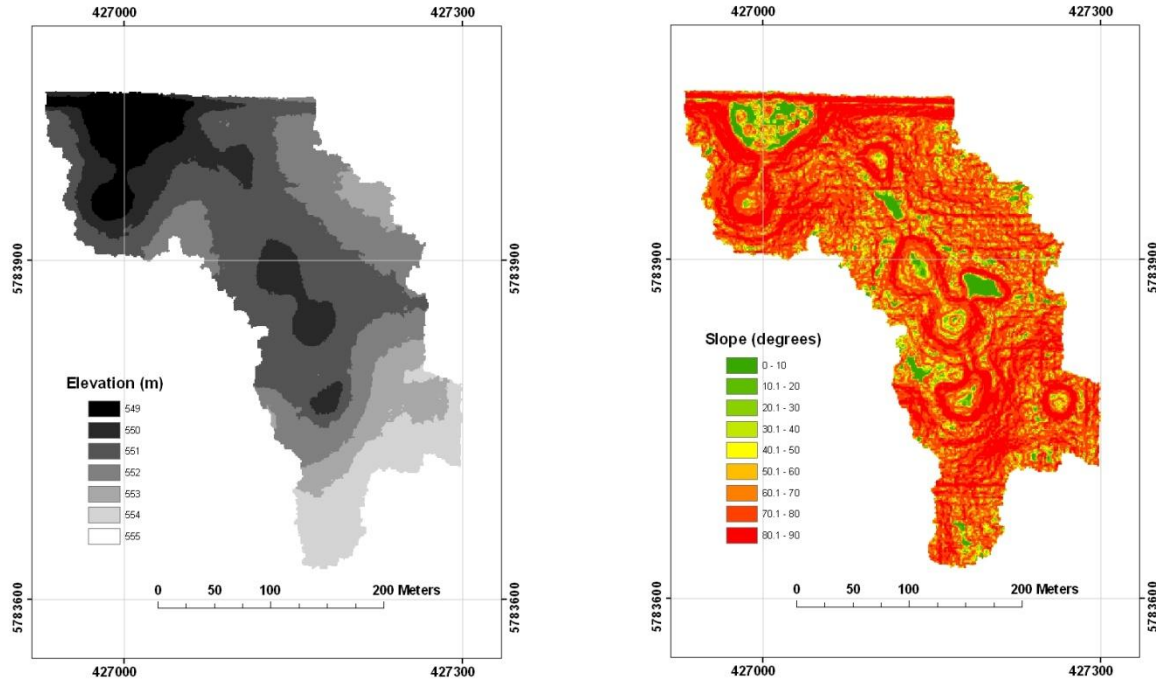 427000 427300
5783900 5783900
Elevation (m)
549
550
551
552
553
554
555
0 50 100 200 Meters
5783600 5783600
427000 427300
427000 427300
5783900 5783900
Slope (degrees)
0 - 10
10.1 - 20
20.1 - 30
30.1 - 40
40.1 - 50
50.1 - 60
60.1 - 70
70.1 - 80
80.1 - 90
0 50 100 200 Meters
5783600 5783600
427000 427300